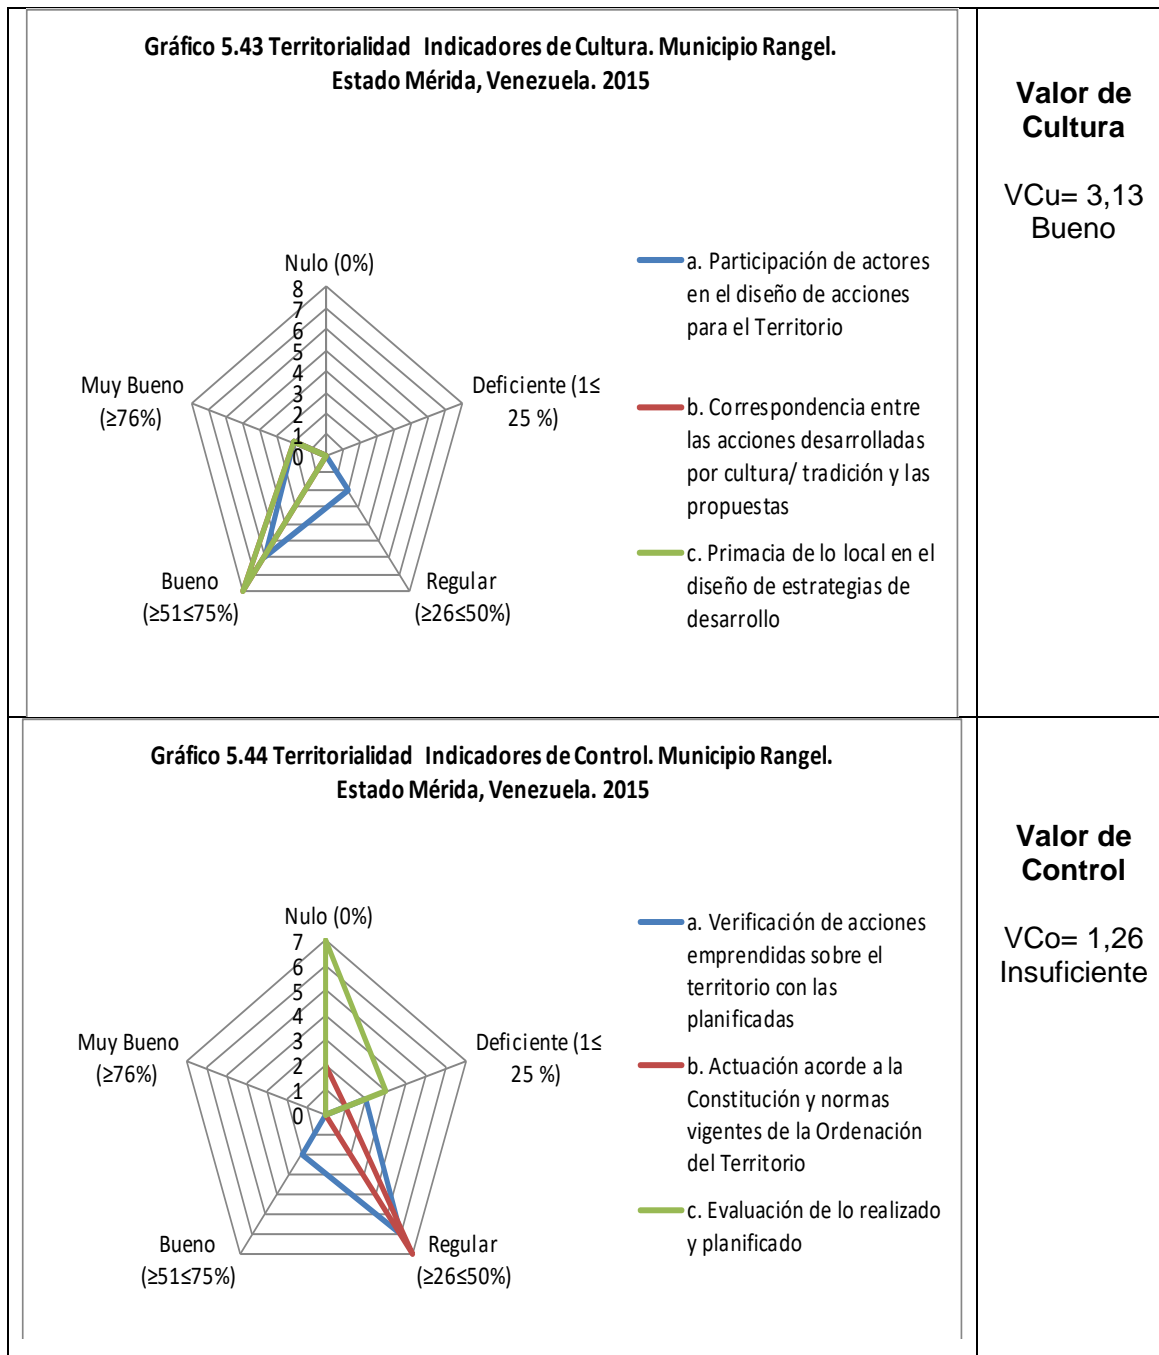 Gráfico 5.43 Territorialidad Indicadores de Cultura. Municipio Rangel.
Estado Mérida, Venezuela. 2015
Nulo (0%)
8
7
6
5
4
3
2
1
0
Deficiente (1≤
25 %)
Regular
(≥26≤50%)
Bueno
(≥51≤75%)
Muy Bueno
(≥76%)
a. Participación de actores
en el diseño de acciones
para el Territorio
b. Correspondencia entre
las acciones desarrolladas
por cultura/ tradición y las
propuestas
c. Primacia de lo local en el
diseño de estrategias de
desarrollo
Valor de
Cultura
VCu= 3,13
Bueno
Gráfico 5.44 Territorialidad Indicadores de Control. Municipio Rangel.
Estado Mérida, Venezuela. 2015
Nulo (0%)
7
6
5
4
3
2
1
0
Deficiente (1≤
25 %)
Regular
(≥26≤50%)
Bueno
(≥51≤75%)
Muy Bueno
(≥76%)
a. Verificación de acciones
emprendidas sobre el
territorio con las
planificadas
b. Actuación acorde a la
Constitución y normas
vigentes de la Ordenación
del Territorio
c. Evaluación de lo realizado
y planificado
Valor de
Control
VCo= 1,26
Insuficiente